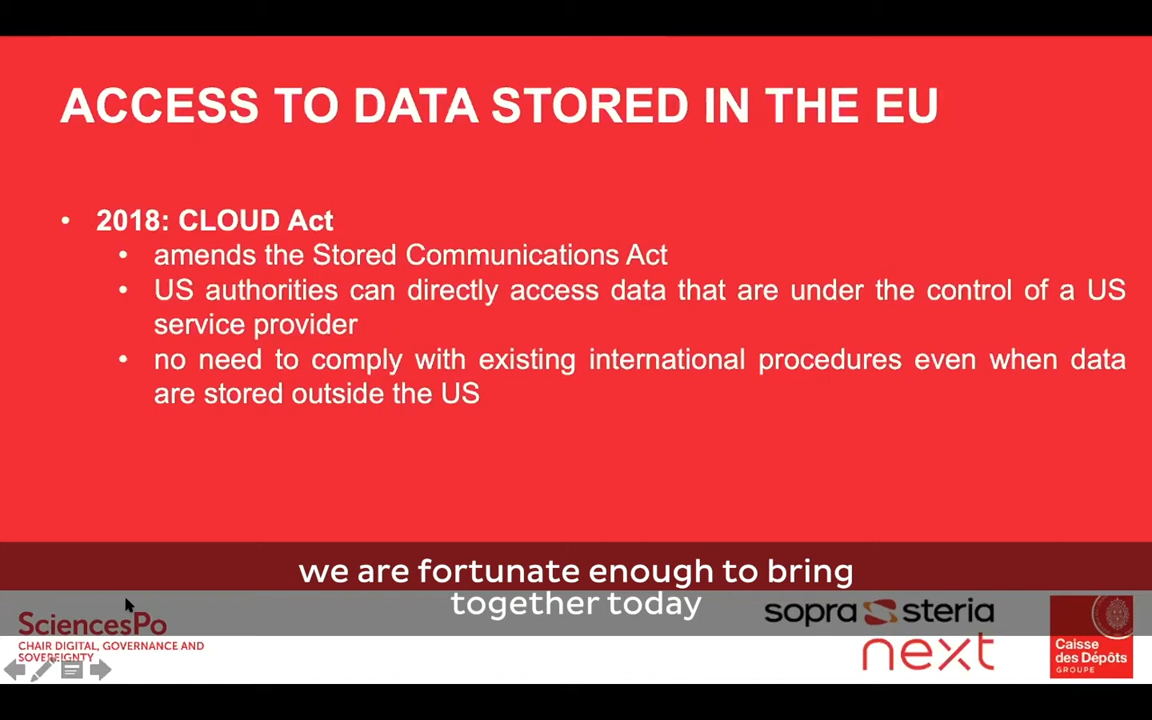 ACCESS TO DATA STORED IN THE EU
• 2018: CLOUD Act
• amends the Stored Communications Act
• US authorities can directly access data that are under the control of a US
service provider
• no need to comply with existing international procedures even when data
are stored outside the US
we are fortunate enough to bring
together today
SciencesPo
CHAIR DIGITAL, GOVERNANCE AND
SOVEREIGNTY
sopra steria
next
Caisse
des Dépôts
GROUPE